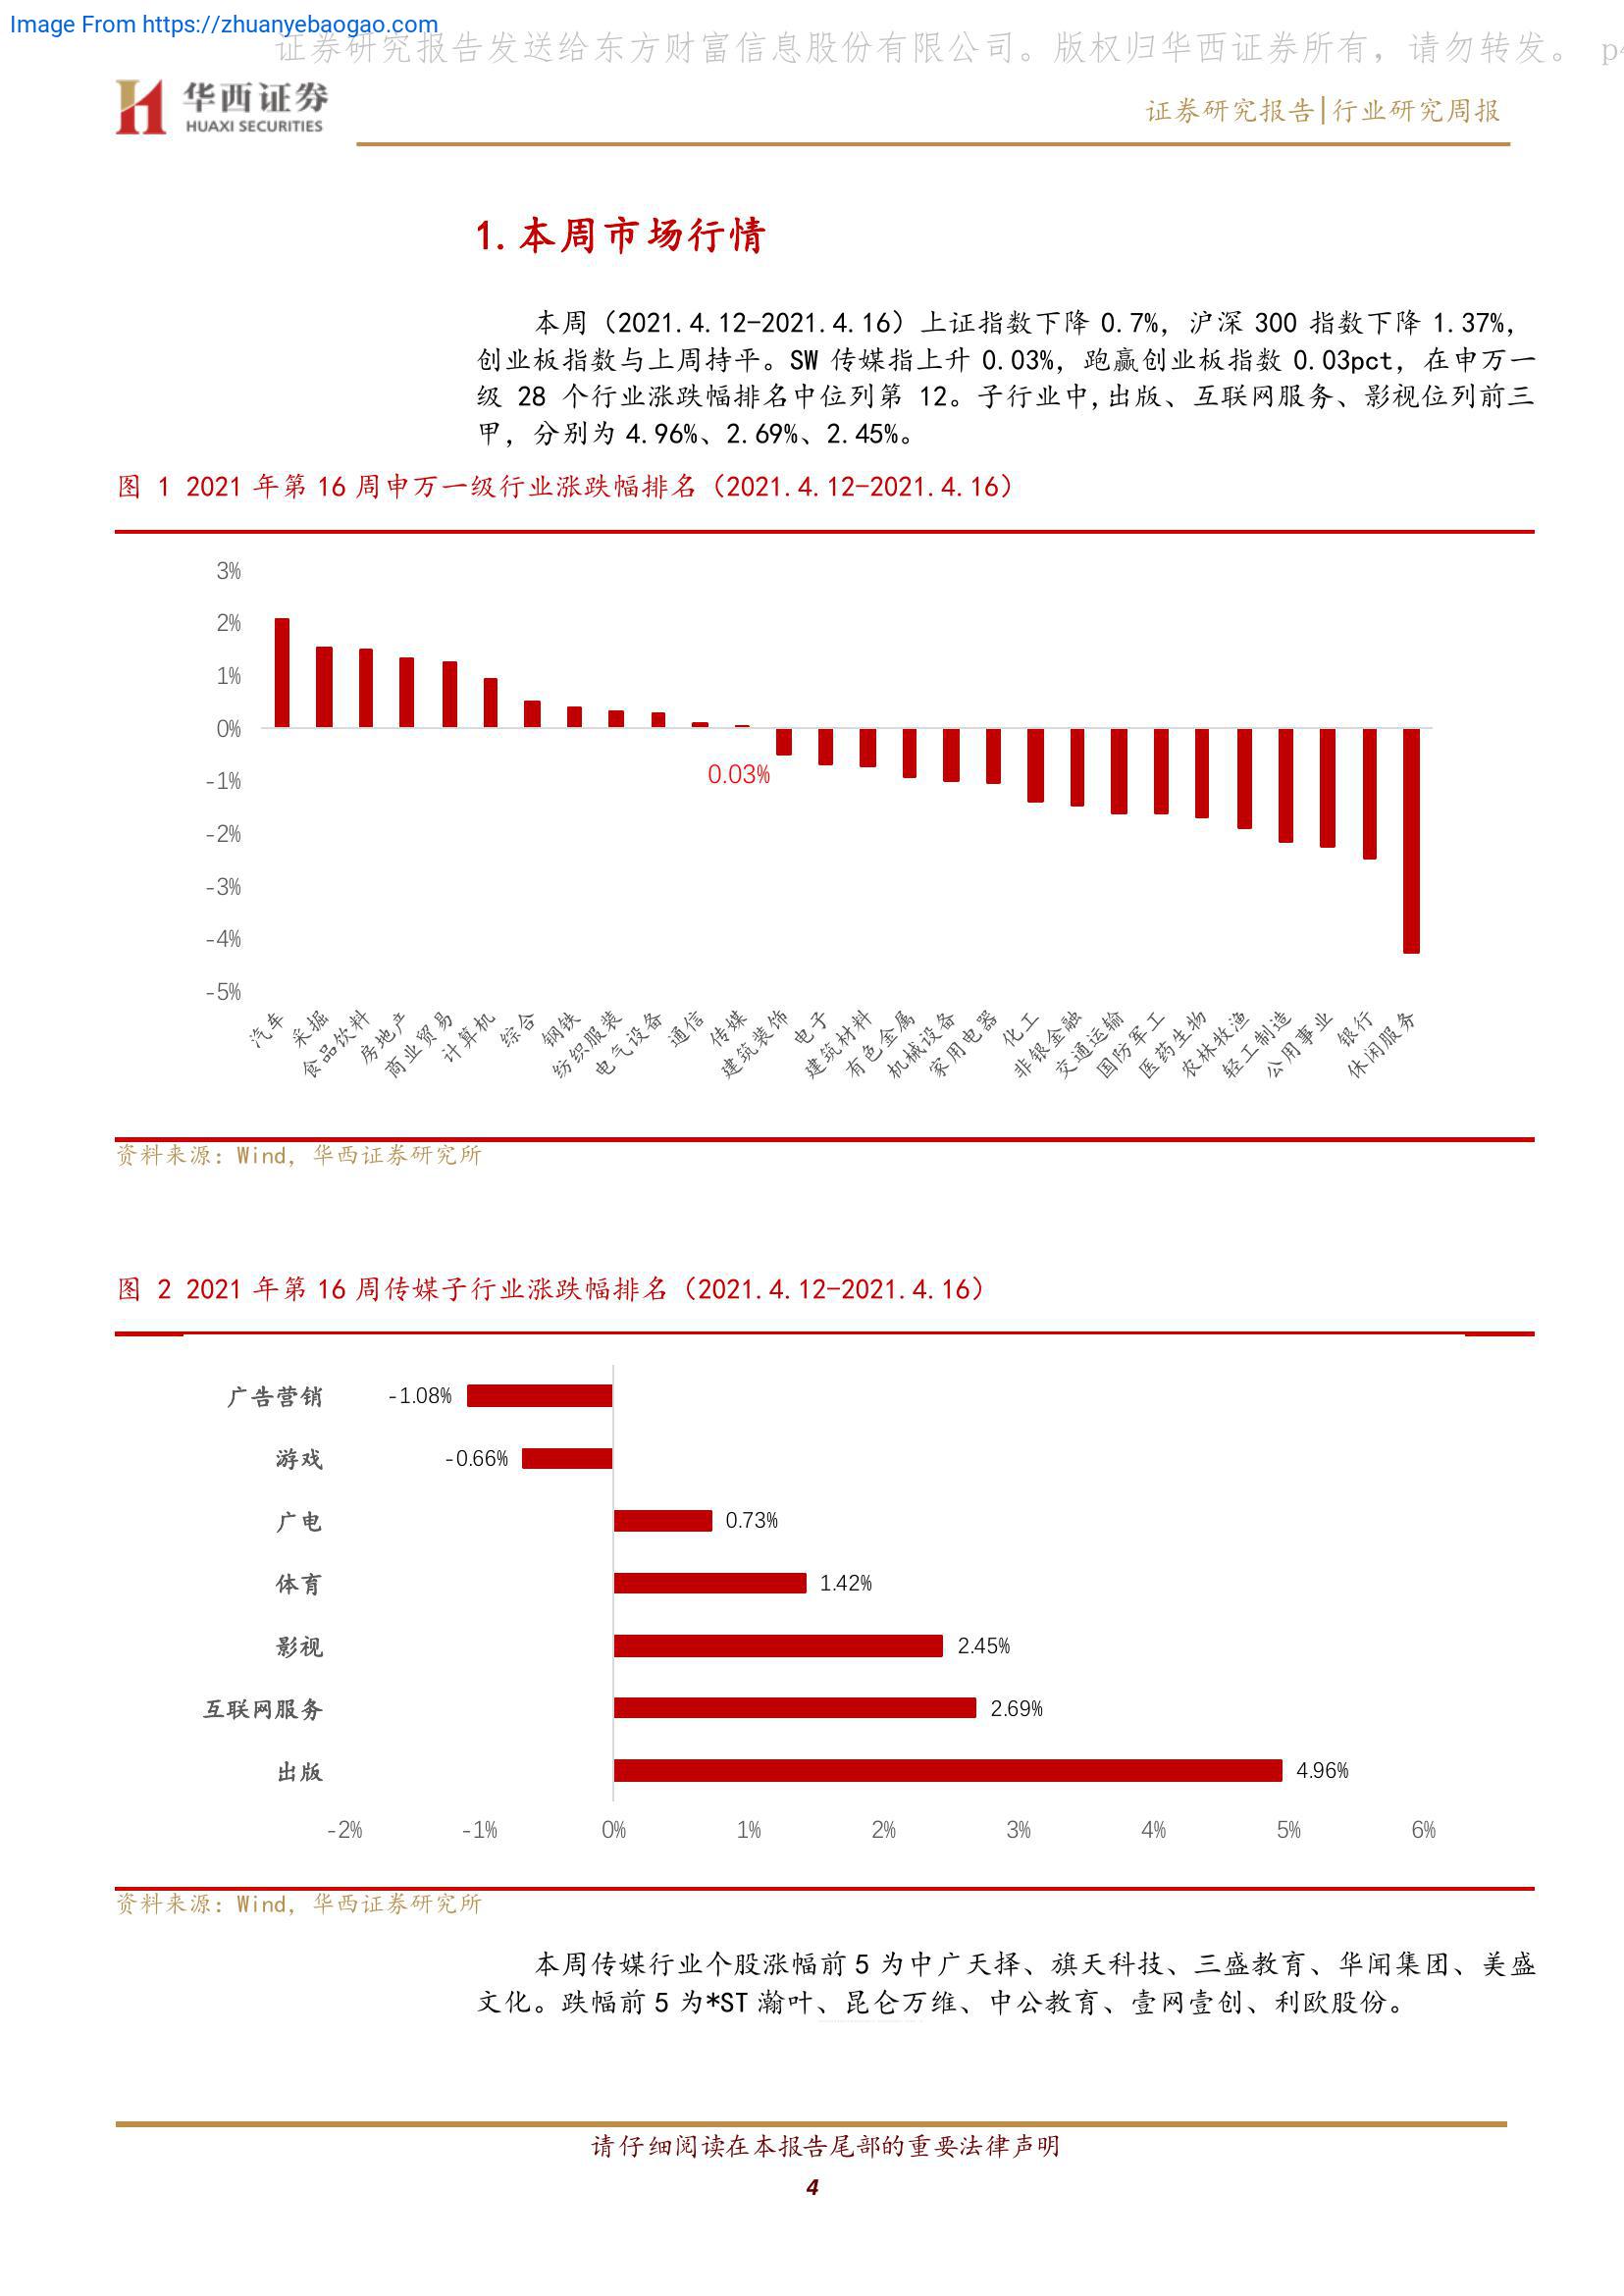 Image From https://zhuanyebaogao.com
证券研究报告发送给东方财富信息股份有限公司。版权归华西证券所有，请勿转发。 p4
华西证券
HUAXI SECURITIES
证券研究报告|行业研究周报
1.本周市场行情
本周（2021.4.12-2021.4.16）上证指数下降 0.7%，沪深 300 指数下降 1.37%，
创业板指数与上周持平。SW 传媒指上升 0.03%，跑赢创业板指数 0.03pct，在申万一
级 28 个行业涨跌幅排名中位列第 12。子行业中,出版、互联网服务、影视位列前三
甲，分别为 4.96%、2.69%、2.45%。
图 1 2021 年第 16 周申万一级行业涨跌幅排名（2021.4.12-2021.4.16）
3%
2%
1%
0%
-1%
-2%
-3%
-4%
-5%
0.03%
汽车
采掘
食品饮料
房地产
商业贸易
计算机
综合
钢铁
纺织服装
电气设备
通信
传媒
建筑装饰
电子
建筑材料
有色金属
机械设备
家用电器
化工
非银金融
交通运输
国防军工
医药生物
农林牧渔
轻工制造
公用事业
银行
休闲服务
资料来源：Wind，华西证券研究所
图 2 2021 年第 16 周传媒子行业涨跌幅排名（2021.4.12-2021.4.16）
广告营销 -1.08%
游戏 -0.66%
广电 0.73%
体育 1.42%
影视 2.45%
互联网服务 2.69%
出版 4.96%
-2% -1% 0% 1% 2% 3% 4% 5% 6%
资料来源：Wind，华西证券研究所
本周传媒行业个股涨幅前 5 为中广天择、旗天科技、三盛教育、华闻集团、美盛
文化。跌幅前 5 为*ST 瀚叶、昆仑万维、中公教育、壹网壹创、利欧股份。
请仔细阅读在本报告尾部的重要法律声明
4